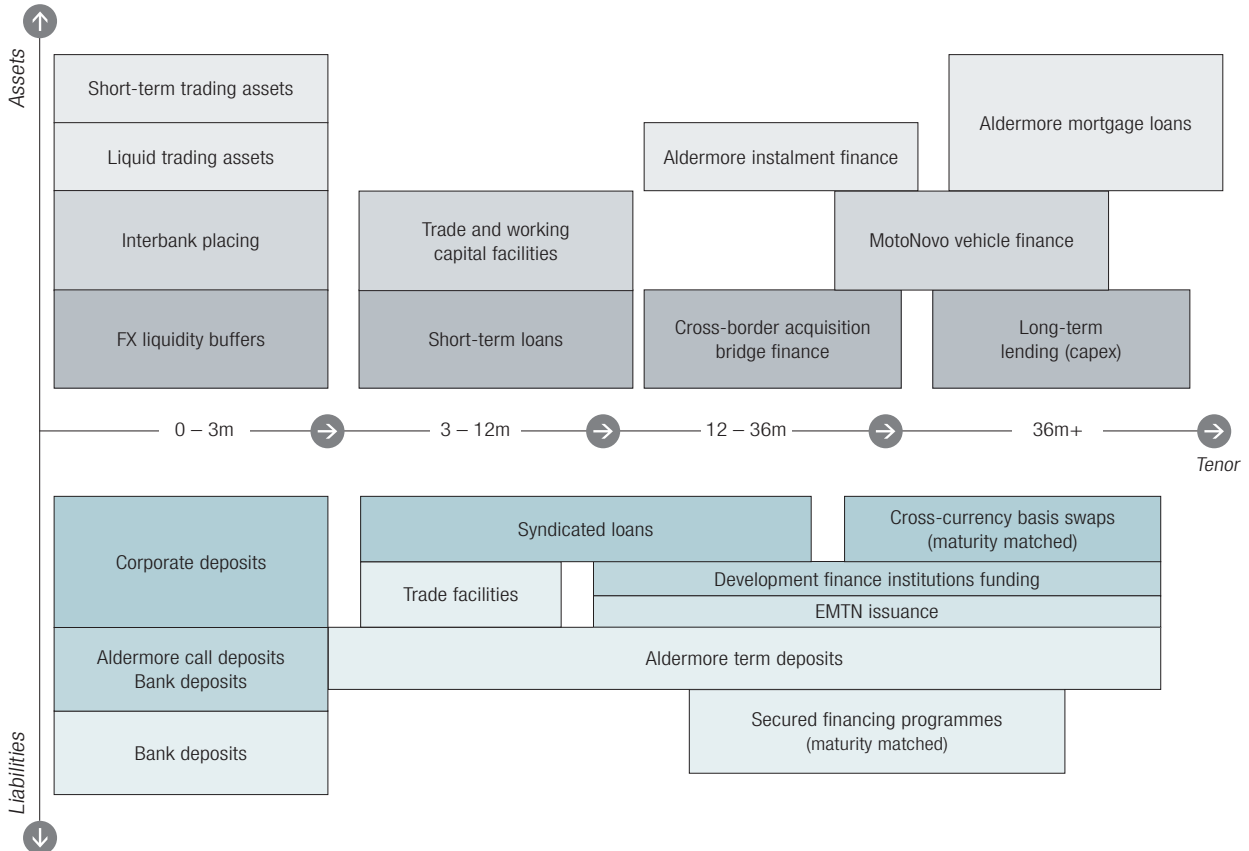 Assets
Short-term trading assets
Liquid trading assets
Interbank placing
FX liquidity buffers
Trade and working
capital facilities
Short-term loans
Aldermore instalment finance
Aldermore mortgage loans
MotoNovo vehicle finance
Cross-border acquisition
bridge finance
Long-term
lending (capex)
0 – 3m
3 – 12m
12 – 36m
36m+
Tenor
Corporate deposits
Aldermore call deposits
Bank deposits
Bank deposits
Syndicated loans
Cross-currency basis swaps
(maturity matched)
Trade facilities
Development finance institutions funding
EMTN issuance
Aldermore term deposits
Secured financing programmes
(maturity matched)
Liabilities